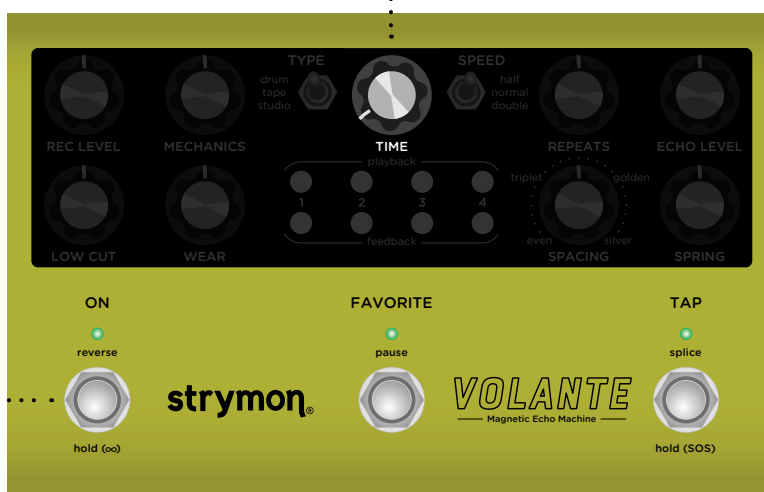 TYPE
SPEED
drum
tape
studio
half
normal
double
REC LEVEL
MECHANICS
TIME
REPEATS
ECHO LEVEL
playback
triplet
golden
1 2 3 4
even
silver
feedback
LOW CUT
WEAR
SPACING
SPRING
ON
FAVORITE
TAP
reverse
pause
splice
strymon®
VOLANTE
Magnetic Echo Machine
hold (∞)
hold (SOS)